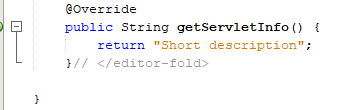 @Override
public String getServletInfo() {
return "Short description";
}// </editor-fold>
}